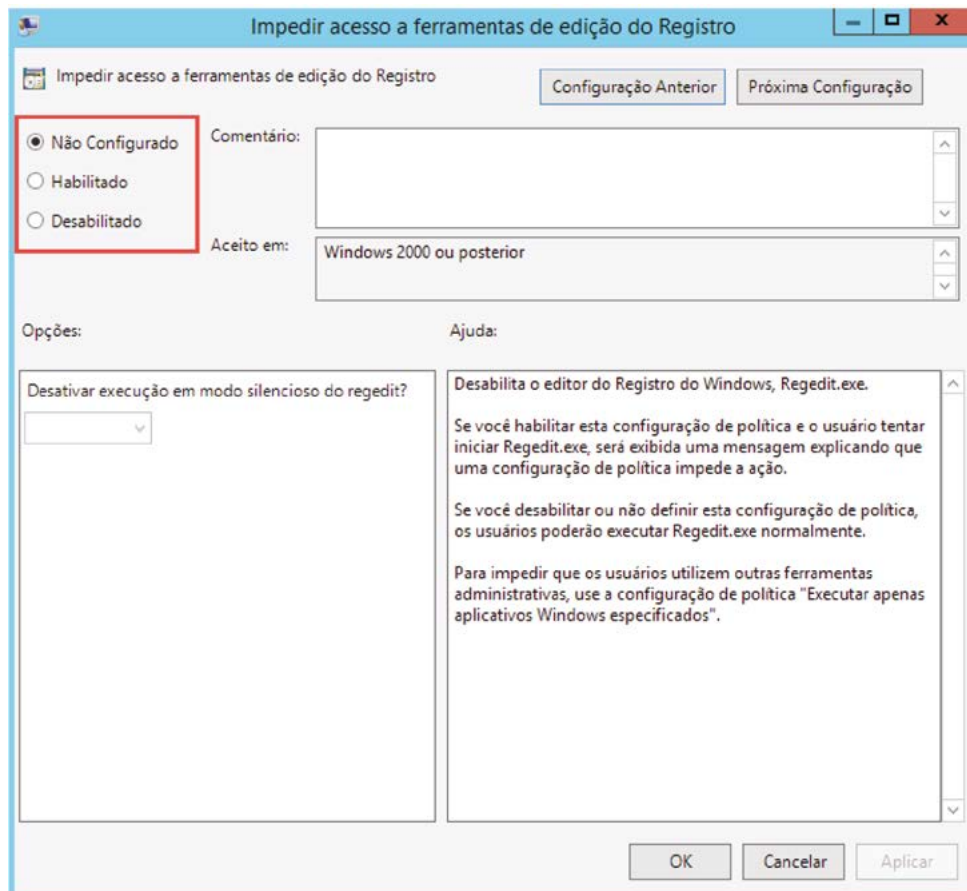 Impedir acesso a ferramentas de edição do Registro
Impedir acesso a ferramentas de edição do Registro
Configuração Anterior
Próxima Configuração
Não Configurado
Habilitado
Desabilitado
Comentário:
Aceito em:
Windows 2000 ou posterior
Opções:
Ajuda:
Desativar execução em modo silencioso do regedit?
Desabilita o editor do Registro do Windows, Regedit.exe.
Se você habilitar esta configuração de política e o usuário tentar
iniciar Regedit.exe, será exibida uma mensagem explicando que
uma configuração de política impede a ação.
Se você desabilitar ou não definir esta configuração de política,
os usuários poderão executar Regedit.exe normalmente.
Para impedir que os usuários utilizem outras ferramentas
administrativas, use a configuração de política "Executar apenas
aplicativos Windows especificados".
OK
Cancelar
Aplicar